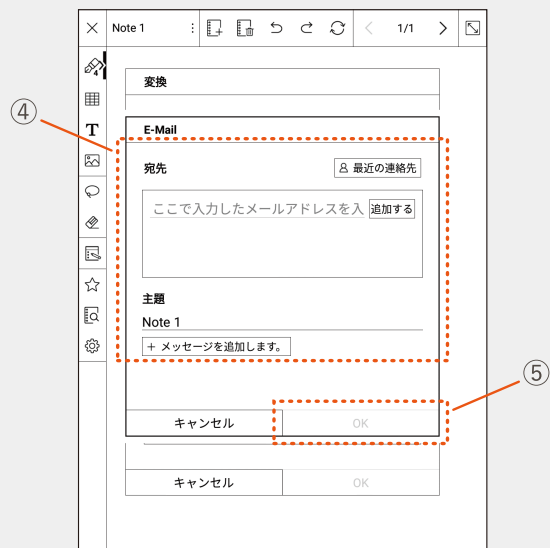 Note 1
1/1
変換
④
E-Mail
宛先
最近の連絡先
ここで入力したメールアドレスを入
追加する
主題
Note 1
+ メッセージを追加します。
⑤
キャンセル
OK
キャンセル
OK
T
4